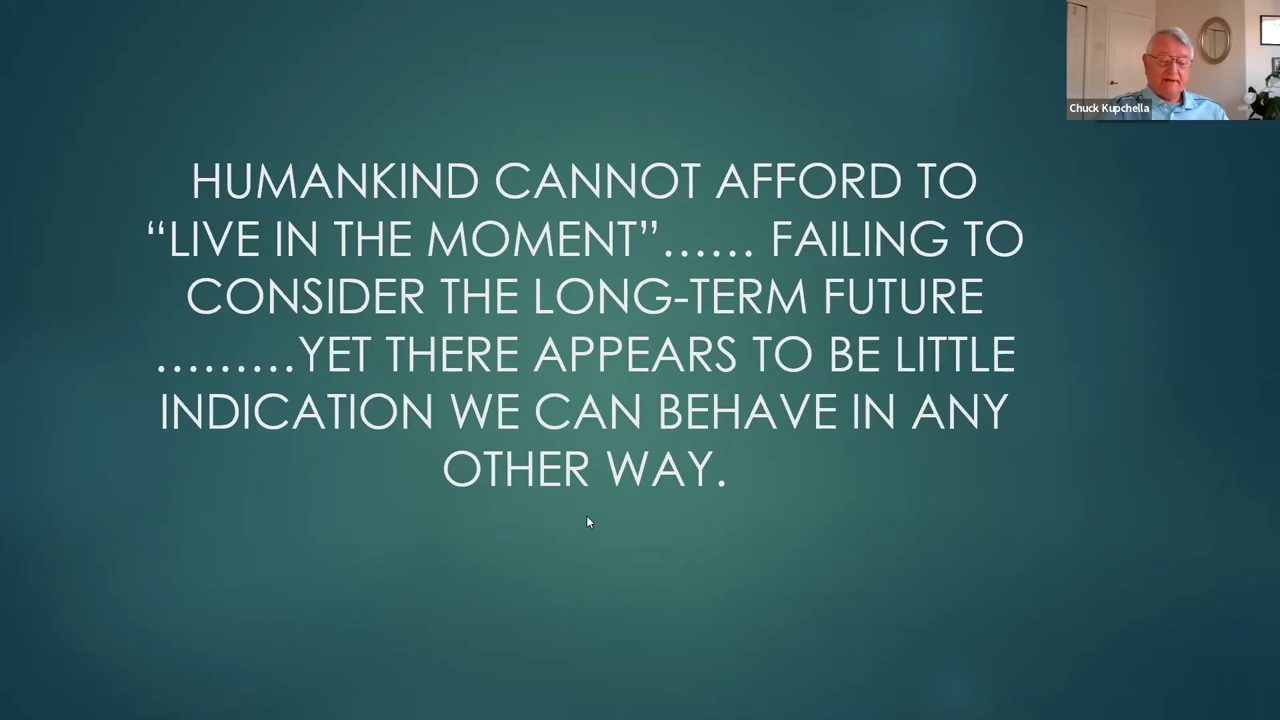 Chuck Kupchella
HUMANKIND CANNOT AFFORD TO
“LIVE IN THE MOMENT”…… FAILING TO
CONSIDER THE LONG-TERM FUTURE
………YET THERE APPEARS TO BE LITTLE
INDICATION WE CAN BEHAVE IN ANY
OTHER WAY.